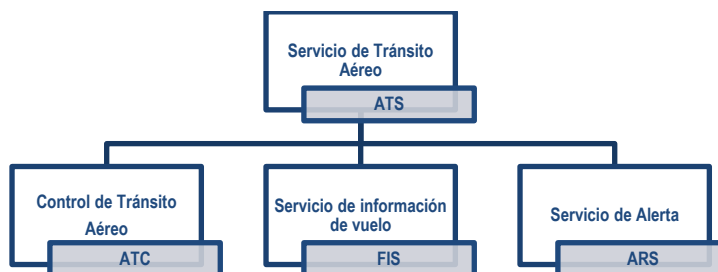 Servicio de Tránsito
Aéreo
ATS
Control de Tránsito
Aéreo
ATC
Servicio de información
de vuelo
FIS
Servicio de Alerta
ARS